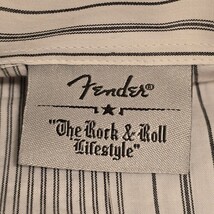 Fender®
"The Rock & Roll
Lifestyle"